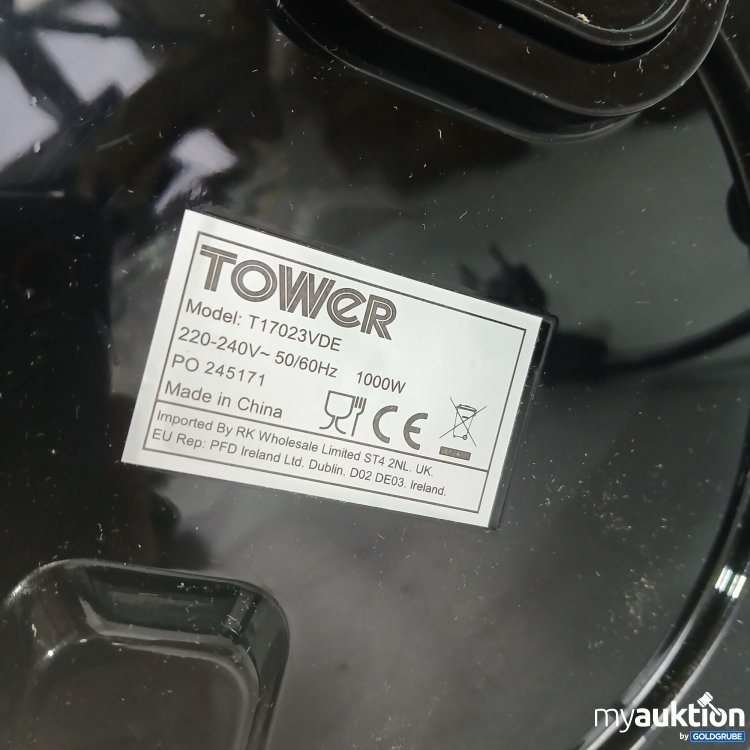 TOWER
Model: T17023VDE
220-240V~ 50/60Hz 1000W
PO 245171
Made in China
CE
Imported By RK Wholesale Limited ST4 2NL. UK.
EU Rep: PFD Ireland Ltd. Dublin. D02 DE03. Ireland.
myauktion
by GOLDGRUBE